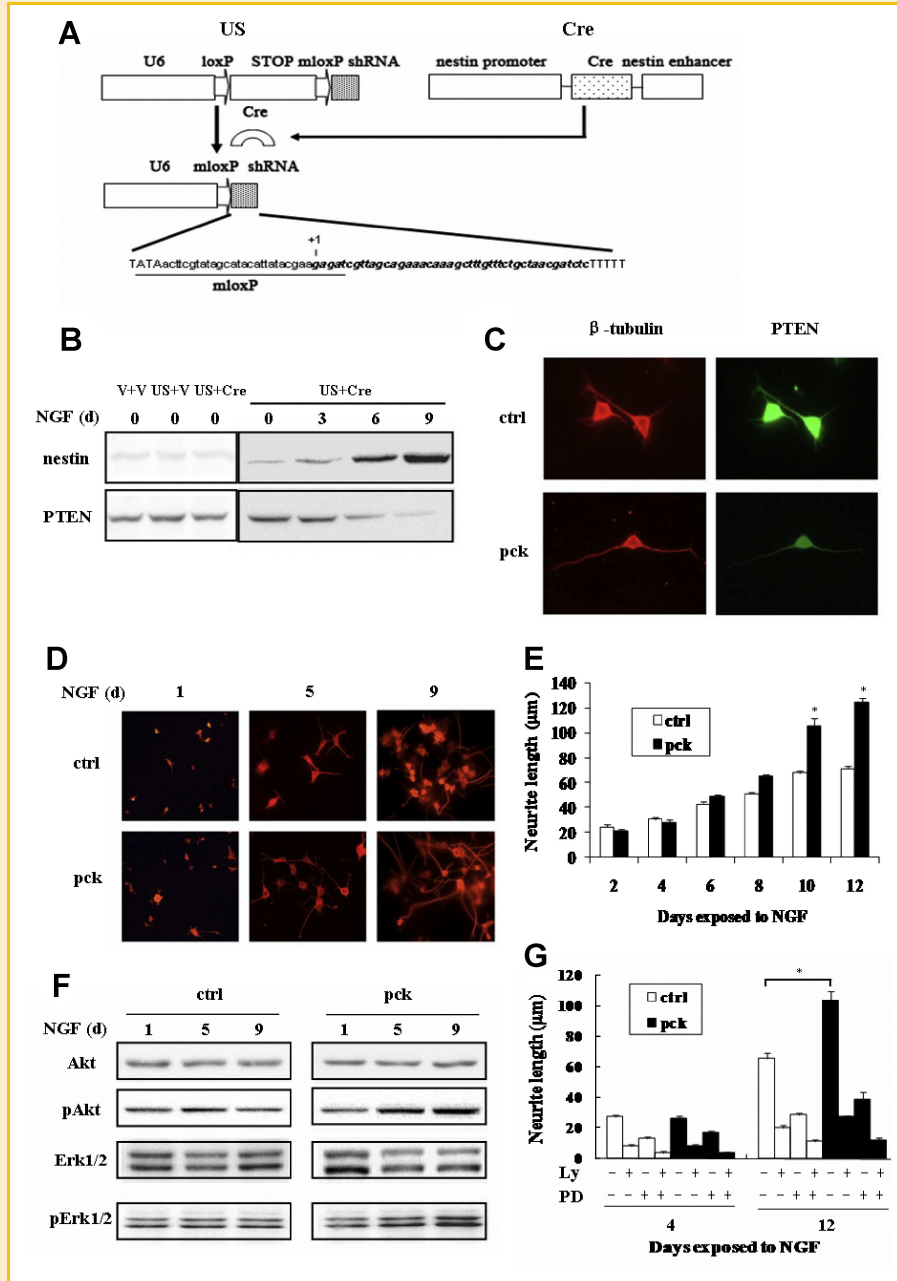 A
US
Cre
U6 loxP STOP mloxP shRNA
nestin promoter Cre nestin enhancer
Cre
U6 mloxP shRNA
+1
TATAacttcgtatagcatacattatacgaagagatcgttagcagaaacaaagctttgtttctgctaacgatctcTTTTT
mloxP
B
V+V US+V US+Cre US+Cre
NGF (d) 0 0 0 0 3 6 9
nestin
PTEN
C
β-tubulin PTEN
ctrl
pck
D
NGF (d) 1 5 9
ctrl
pck
E
Neurite length (μm)
140
120
100
80
60
40
20
0
ctrl
pck
* *
2 4 6 8 10 12
Days exposed to NGF
F
ctrl pck
NGF (d) 1 5 9 1 5 9
Akt
pAkt
Erk1/2
pErk1/2
G
Neurite length (μm)
120
100
80
60
40
20
0
ctrl
pck
*
Ly − + − + − + − + − + − + − + − +
PD − − + + − − + + − − + + − − + +
4 12
Days exposed to NGF